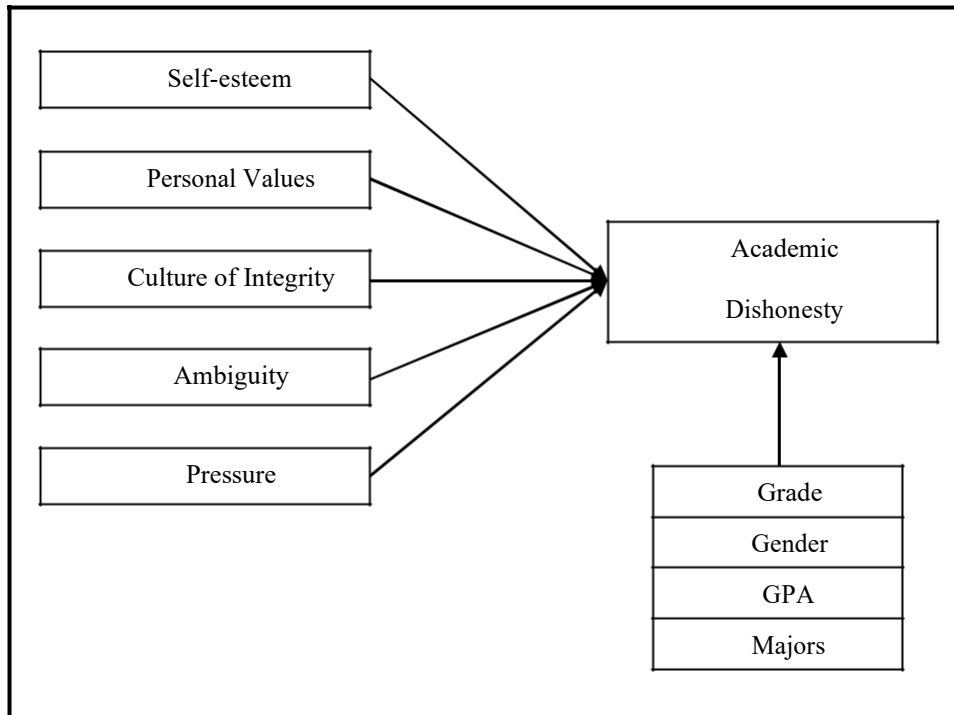 Self-esteem
Personal Values
Culture of Integrity
Ambiguity
Pressure
Academic
Dishonesty
Grade
Gender
GPA
Majors